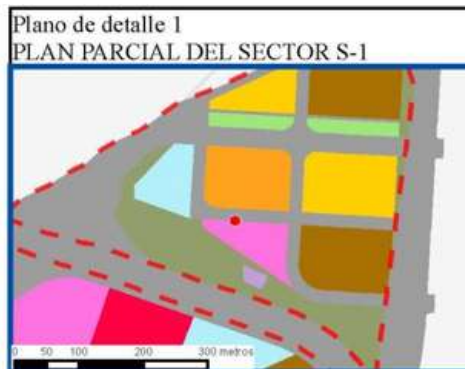 Plano de detalle 1
PLAN PARCIAL DEL SECTOR S-1
0 50 100 200 300 metros